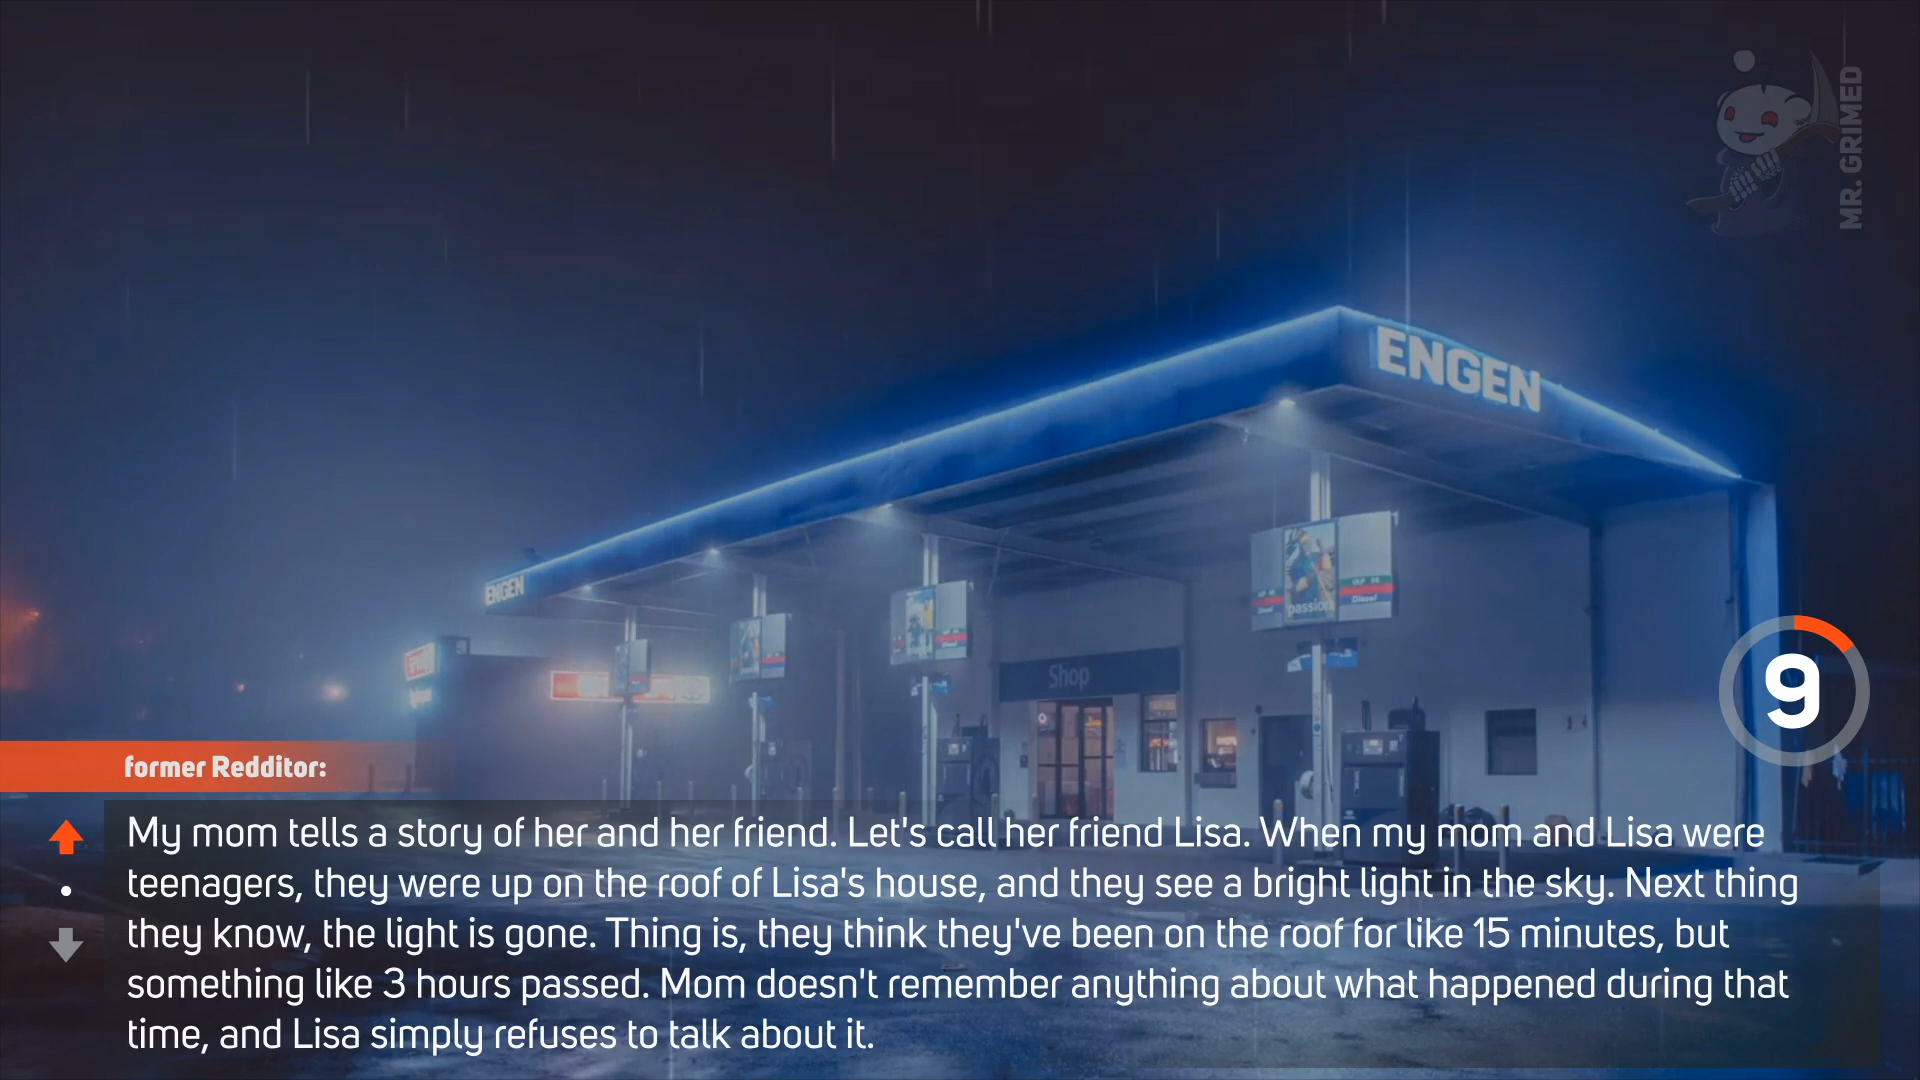 MR. GRIMED
ENGEN
ENGEN
passion
Diesel
Shop
9
former Redditor:
My mom tells a story of her and her friend. Let's call her friend Lisa. When my mom and Lisa were
teenagers, they were up on the roof of Lisa's house, and they see a bright light in the sky. Next thing
they know, the light is gone. Thing is, they think they've been on the roof for like 15 minutes, but
something like 3 hours passed. Mom doesn't remember anything about what happened during that
time, and Lisa simply refuses to talk about it.